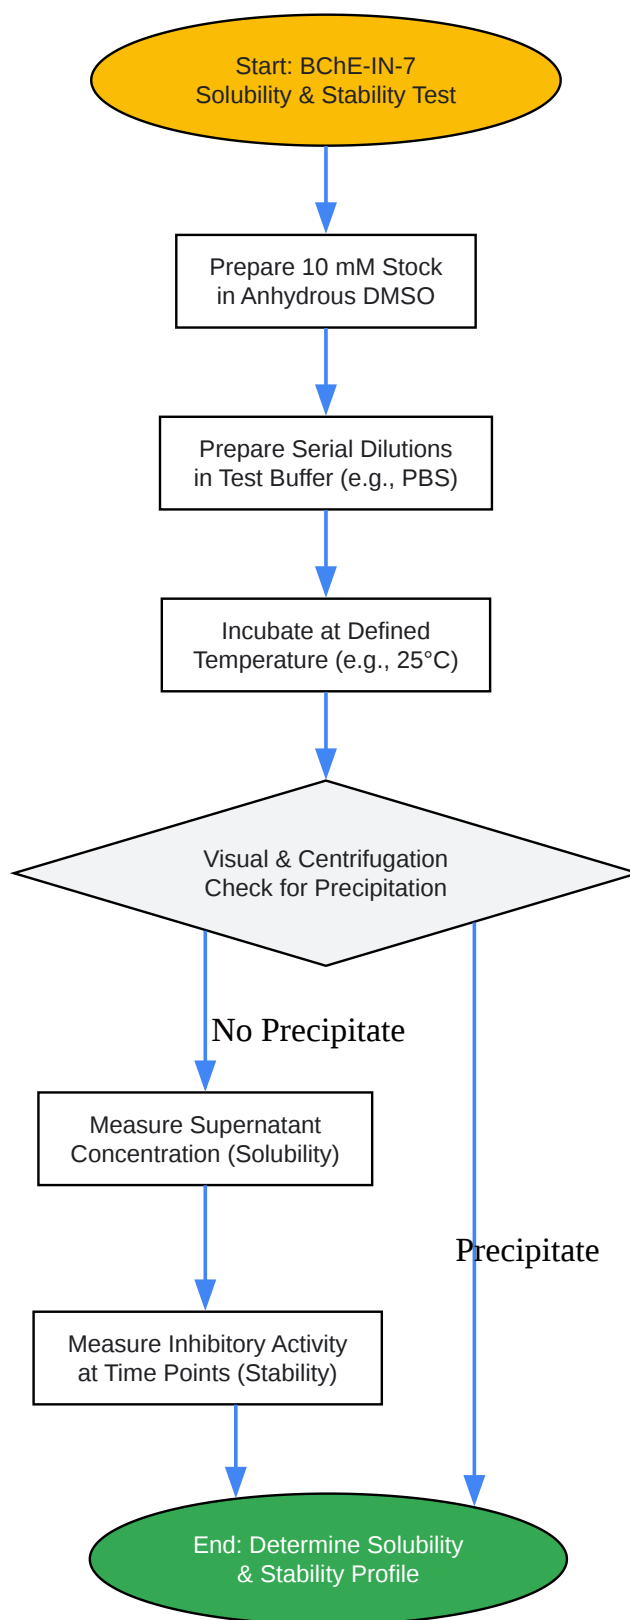 Start: BChE-IN-7
Solubility & Stability Test
Prepare 10 mM Stock
in Anhydrous DMSO
Prepare Serial Dilutions
in Test Buffer (e.g., PBS)
Incubate at Defined
Temperature (e.g., 25°C)
Visual & Centrifugation
Check for Precipitation
No Precipitate
Measure Supernatant
Concentration (Solubility)
Precipitate
Measure Inhibitory Activity
at Time Points (Stability)
End: Determine Solubility
& Stability Profile